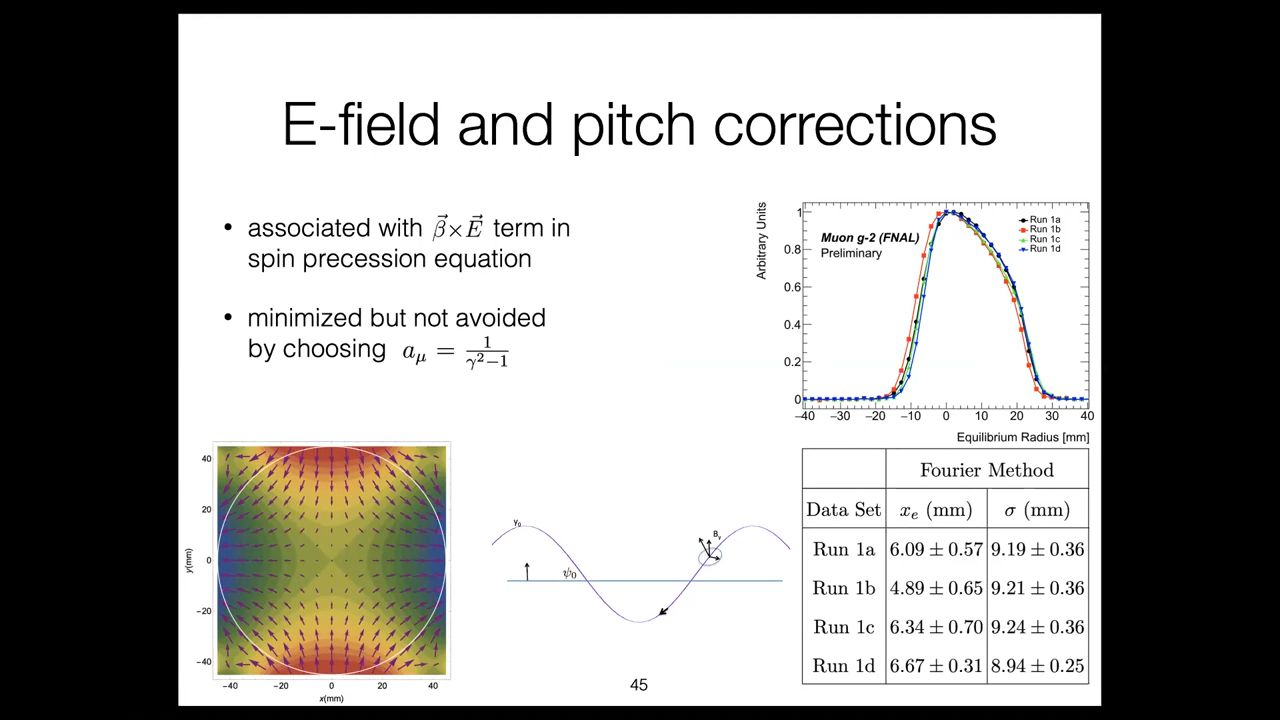 E-field and pitch corrections
• associated with β⃗×E⃗ term in
spin precession equation
• minimized but not avoided
by choosing a_μ = 1/(γ²−1)
Arbitrary Units
1
0.8
0.6
0.4
0.2
0
Muon g-2 (FNAL)
Preliminary
Run 1a
Run 1b
Run 1c
Run 1d
−40 −30 −20 −10 0 10 20 30 40
Equilibrium Radius [mm]
y(mm)
40
20
0
−20
−40
−40 −20 0 20 40
x(mm)
y₀
ψ₀
Bᵧ
Fourier Method
Data Set xₑ (mm) σ (mm)
Run 1a 6.09 ± 0.57 9.19 ± 0.36
Run 1b 4.89 ± 0.65 9.21 ± 0.36
Run 1c 6.34 ± 0.70 9.24 ± 0.36
Run 1d 6.67 ± 0.31 8.94 ± 0.25
45